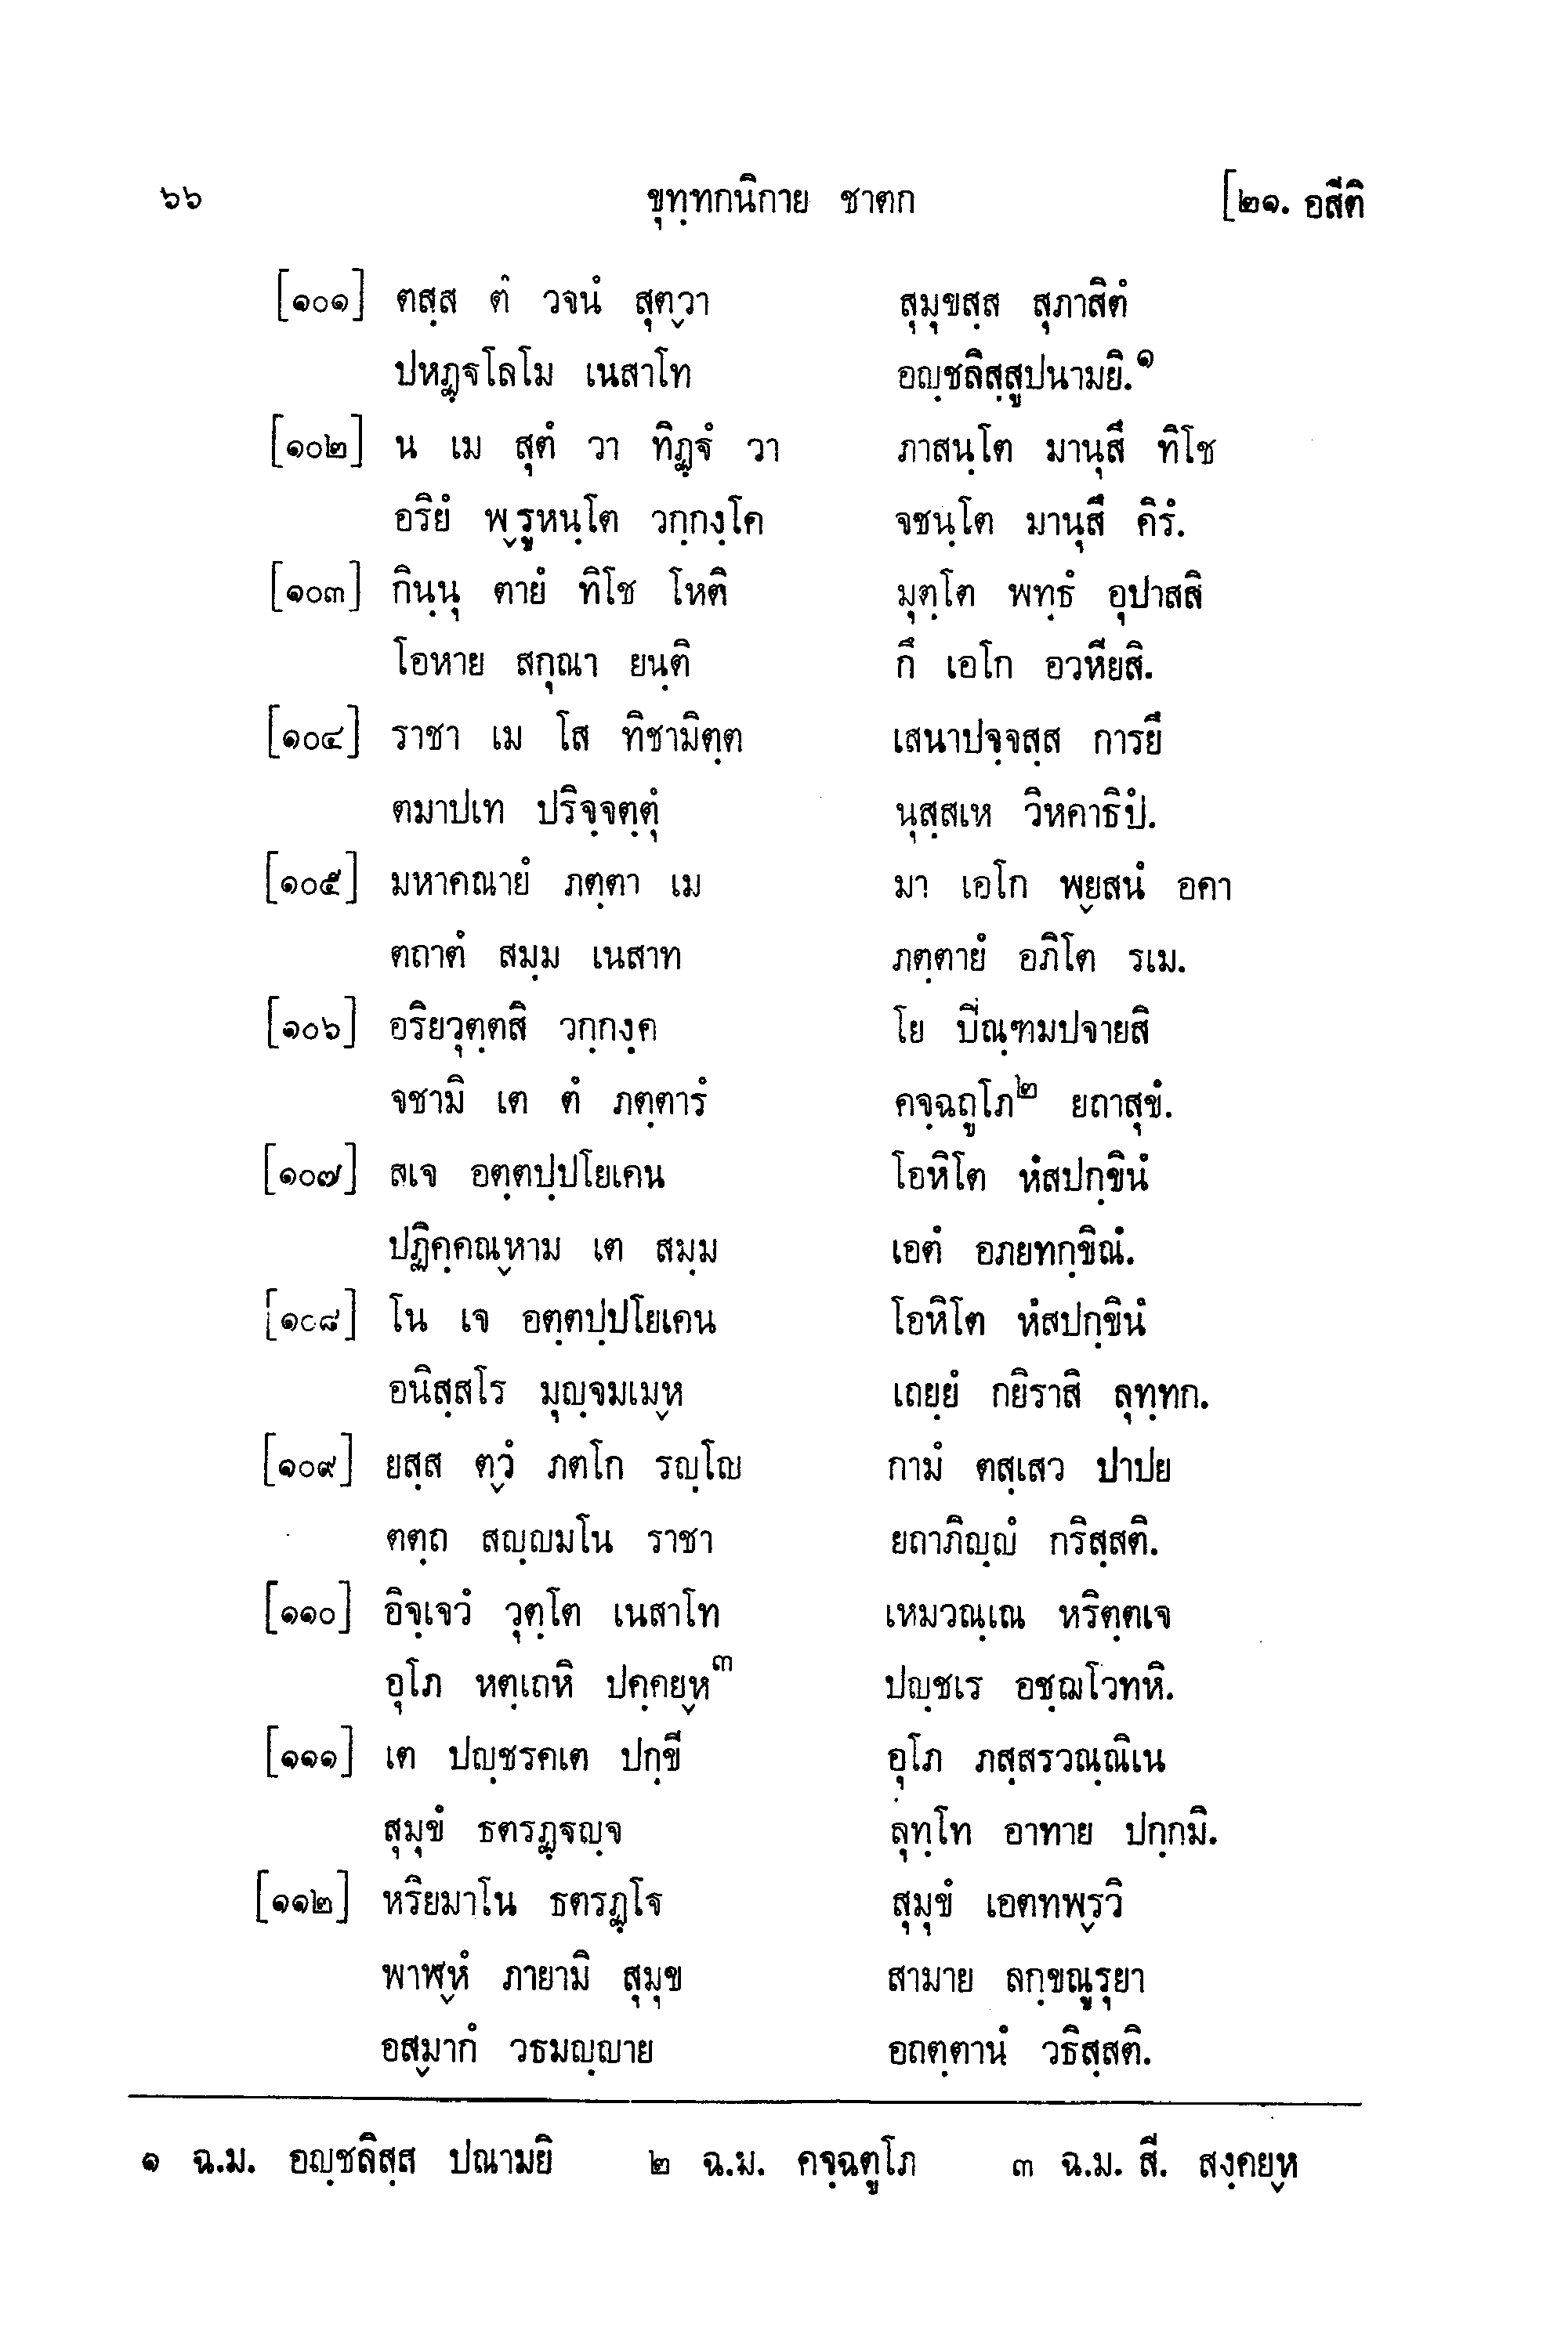 ๖๖ ขุทฺทกนิกาย ชาตก [๒๑. อสีติ
[๑๐๑] ตสฺส ตํ วจนํ สุตฺวา สุมุขสฺส สุภาสิตํ
ปหฏฺฐโลโม เนสาโท อญฺชลิสฺสูปนามยิ.๑
[๑๐๒] น เม สุตํ วา ทิฏฺฐํ วา ภาสนฺโต มานุสึ ทิโช
อริยํ พฺรูหนฺโต วกฺกงฺโค จชนฺโต มานุสึ คิรํ.
[๑๐๓] กินฺนุ ตายํ ทิโช โหติ มุตฺโต พทฺธํ อุปาสสิ
โอหาย สกุณา ยนฺติ กึ เอโก อวหียสิ.
[๑๐๔] ราชา เม โส ทิชามิตฺต เสนาปจฺจสฺส การยึ
ตมาปเท ปริจฺจตฺตุํ นุสฺสเห วิหคาธิปํ.
[๑๐๕] มหาคณายํ ภตฺตา เม มา เอโก พฺยสนํ อคา
ตถาตํ สมฺม เนสาท ภตฺตายํ อภิโต รเม.
[๑๐๖] อริยวุตฺตสิ วกฺกงฺค โย ปิณฺฑมปจายสิ
จชามิ เต ตํ ภตฺตารํ คจฺฉถูโภ๒ ยถาสุขํ.
[๑๐๗] สเจ อตฺตปฺปโยเคน โอหิโต หํสปกฺขินํ
ปฏิคฺคณฺหาม เต สมฺม เอตํ อภยทกฺขิณํ.
[๑๐๘] โน เจ อตฺตปฺปโยเคน โอหิโต หํสปกฺขินํ
อนิสฺสโร มุญฺจมเมฺห เถยฺยํ กยิราสิ ลุทฺทก.
[๑๐๙] ยสฺส ตฺวํ ภตโก รญฺโญ กามํ ตสฺเสว ปาปย
ตตฺถ สญฺญมโน ราชา ยถาภิญฺญํ กริสฺสติ.
[๑๑๐] อิจฺเจวํ วุตฺโต เนสาโท เหมวณฺเณ หริตฺตเจ
อุโภ หตฺเถหิ ปคฺคยฺห๓ ปญฺชเร อชฺฌโวทหิ.
[๑๑๑] เต ปญฺชรคเต ปกฺขี อุโภ ภสฺสรวณฺณิเน
สุมุขํ ธตรฏฺฐญฺจ ลุทฺโท อาทาย ปกฺกมิ.
[๑๑๒] หริยมาโน ธตรฏฺโฐ สุมุขํ เอตทพฺรวิ
พาฬฺหํ ภายามิ สุมุข สามาย ลกฺขณูรุยา
อสฺมากํ วธมญฺญาย อถตฺตานํ วธิสฺสติ.
๑ ฉ.ม. อญฺชลิสฺส ปณามยิ ๒ ฉ.ม. คจฺฉตูโภ ๓ ฉ.ม. สี. สงฺคยฺห